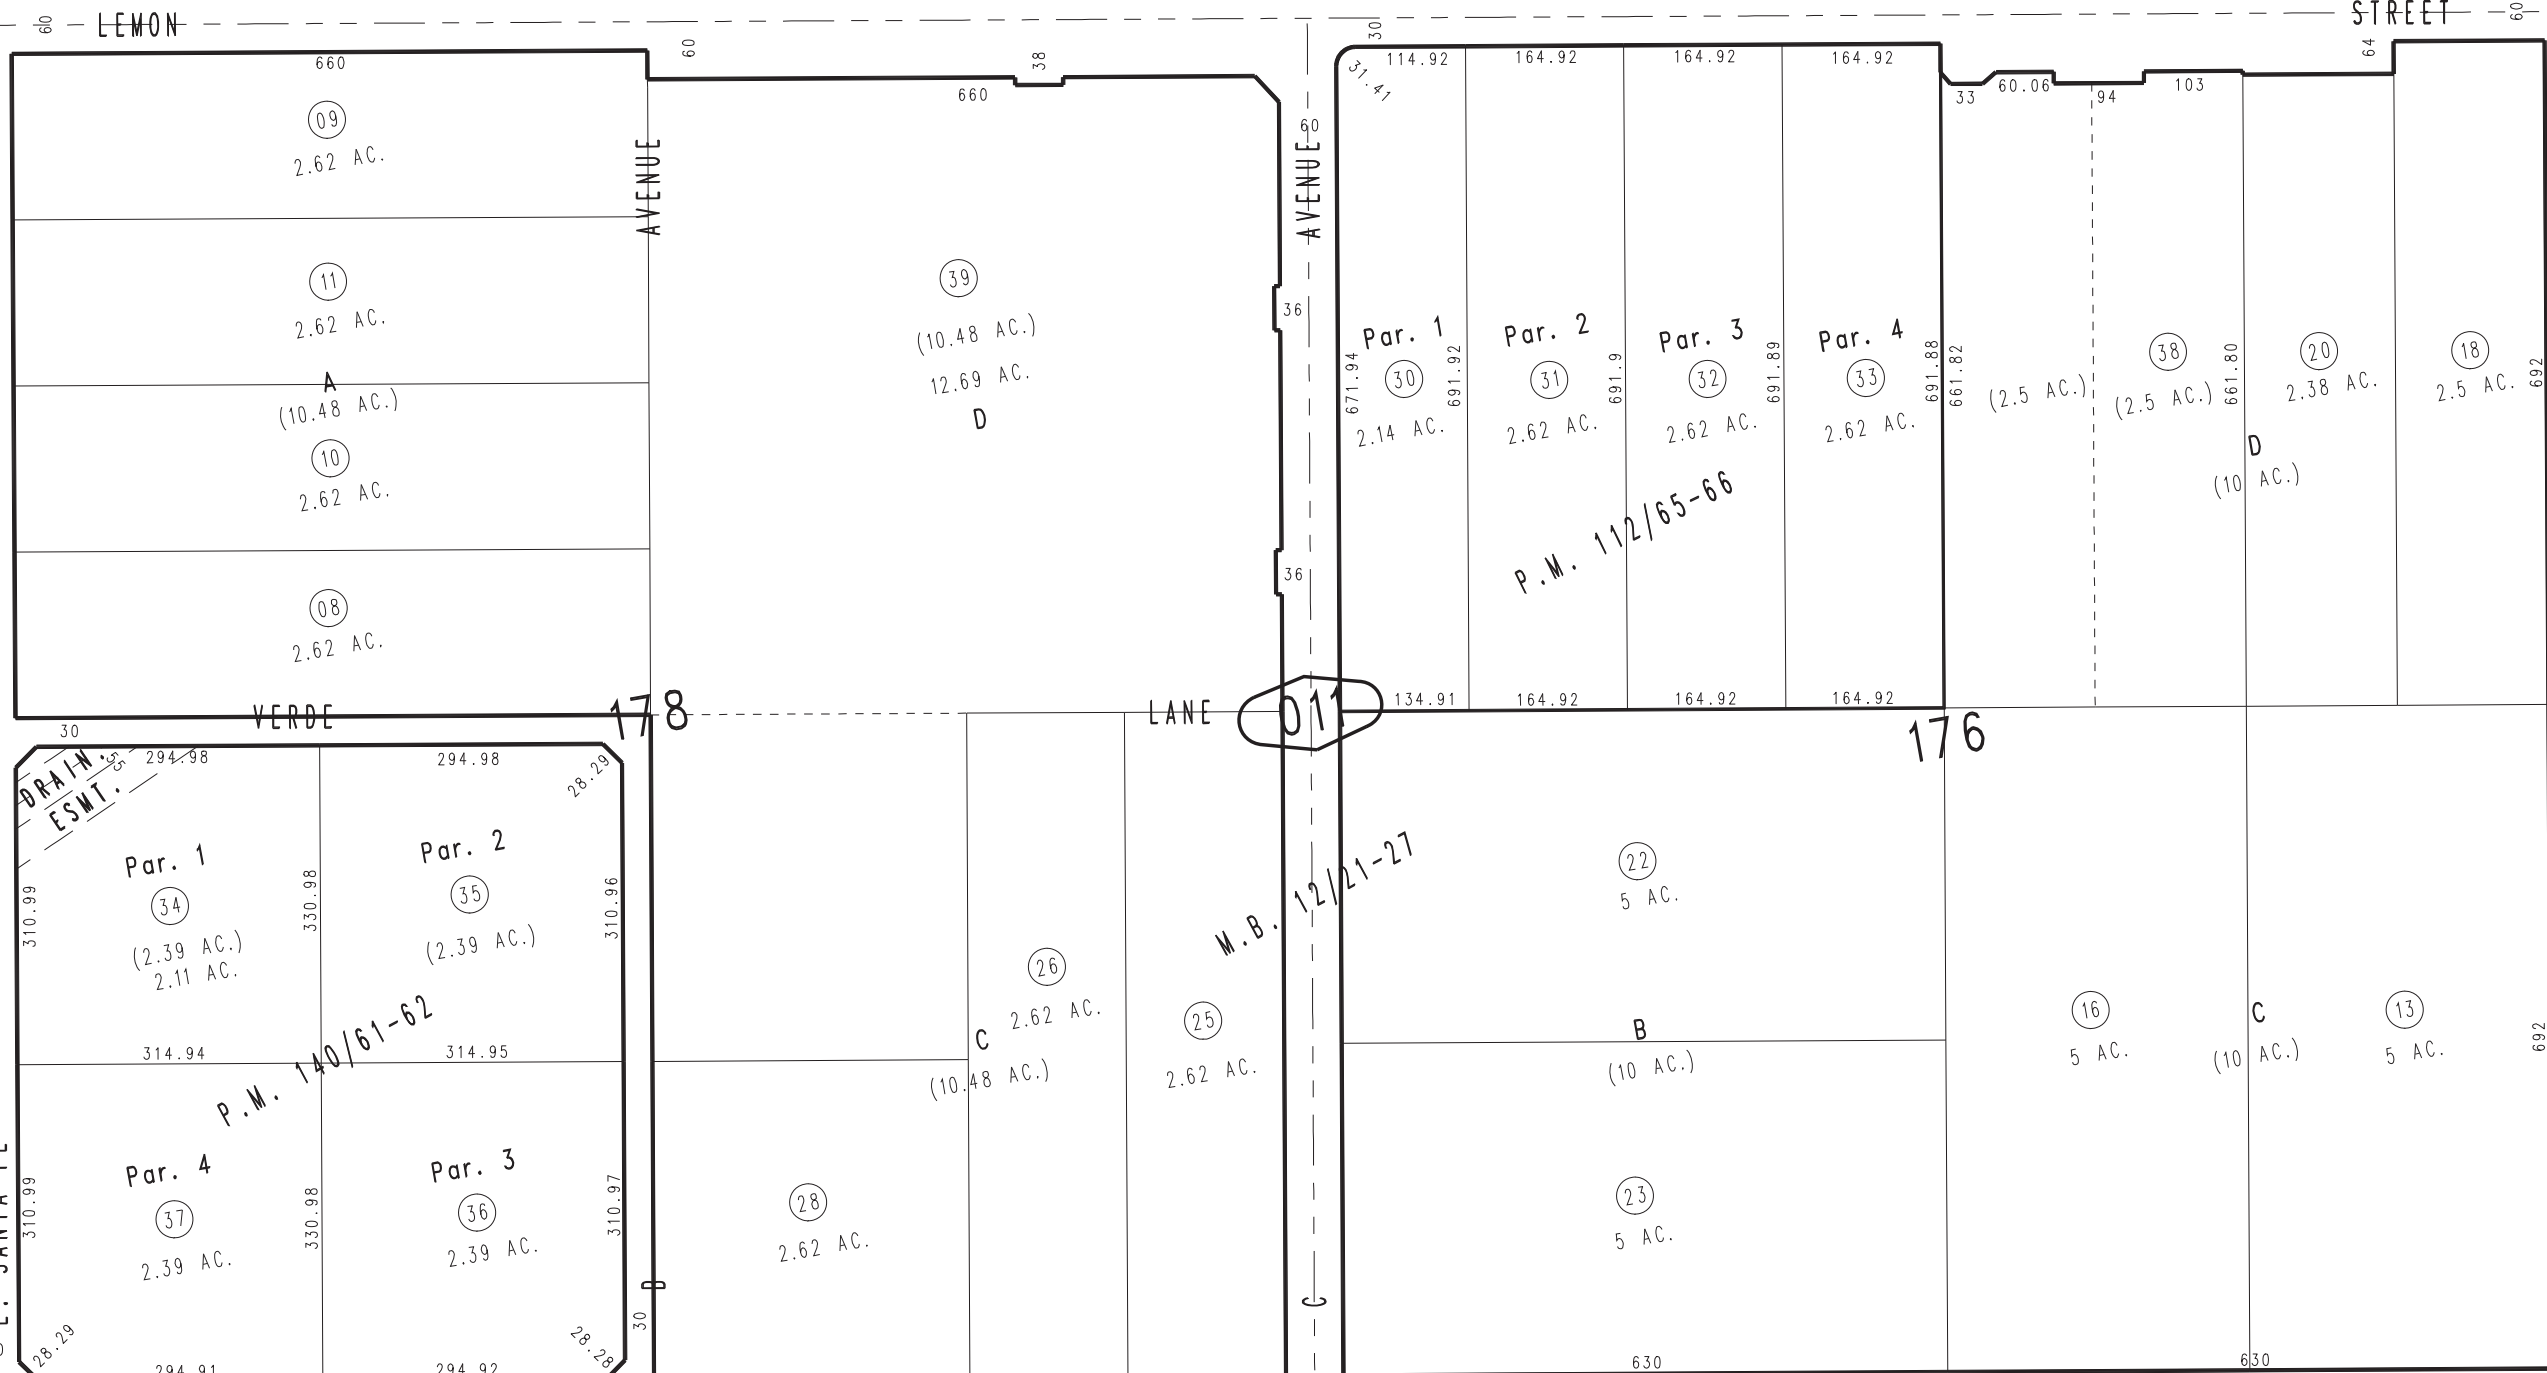 60
LEMON
60
38
30
STREET
60
64
660
660
31.41
114.92
164.92
164.92
164.92
33
60.06
94
103
09
2.62 AC.
AVENUE
60
AVENUE
11
2.62 AC.
39
(10.48 AC.)
12.69 AC.
D
36
A
(10.48 AC.)
10
2.62 AC.
36
08
2.62 AC.
Par. 1
30
2.14 AC.
671.94
691.92
Par. 2
31
2.62 AC.
691.9
Par. 3
32
2.62 AC.
691.89
Par. 4
33
2.62 AC.
691.88
661.82
(2.5 AC.)
38
(2.5 AC.)
661.80
20
2.38 AC.
18
2.5 AC.
692
D
(10 AC.)
P.M. 112/65-66
134.91
164.92
164.92
164.92
VERDE
178
LANE
011
176
30
DRAIN.
ESMT.
55
294.98
294.98
28.29
Par. 1
34
(2.39 AC.)
2.11 AC.
310.99
330.98
Par. 2
35
(2.39 AC.)
310.96
P.M. 140/61-62
314.94
314.95
Par. 4
37
2.39 AC.
310.99
330.98
Par. 3
36
2.39 AC.
310.97
28.29
28.28
294.91
294.92
30
D
26
2.62 AC.
C
(10.48 AC.)
25
2.62 AC.
28
2.62 AC.
M.B. 12/21-27
C
22
5 AC.
B
(10 AC.)
23
5 AC.
630
16
5 AC.
C
(10 AC.)
13
5 AC.
692
630